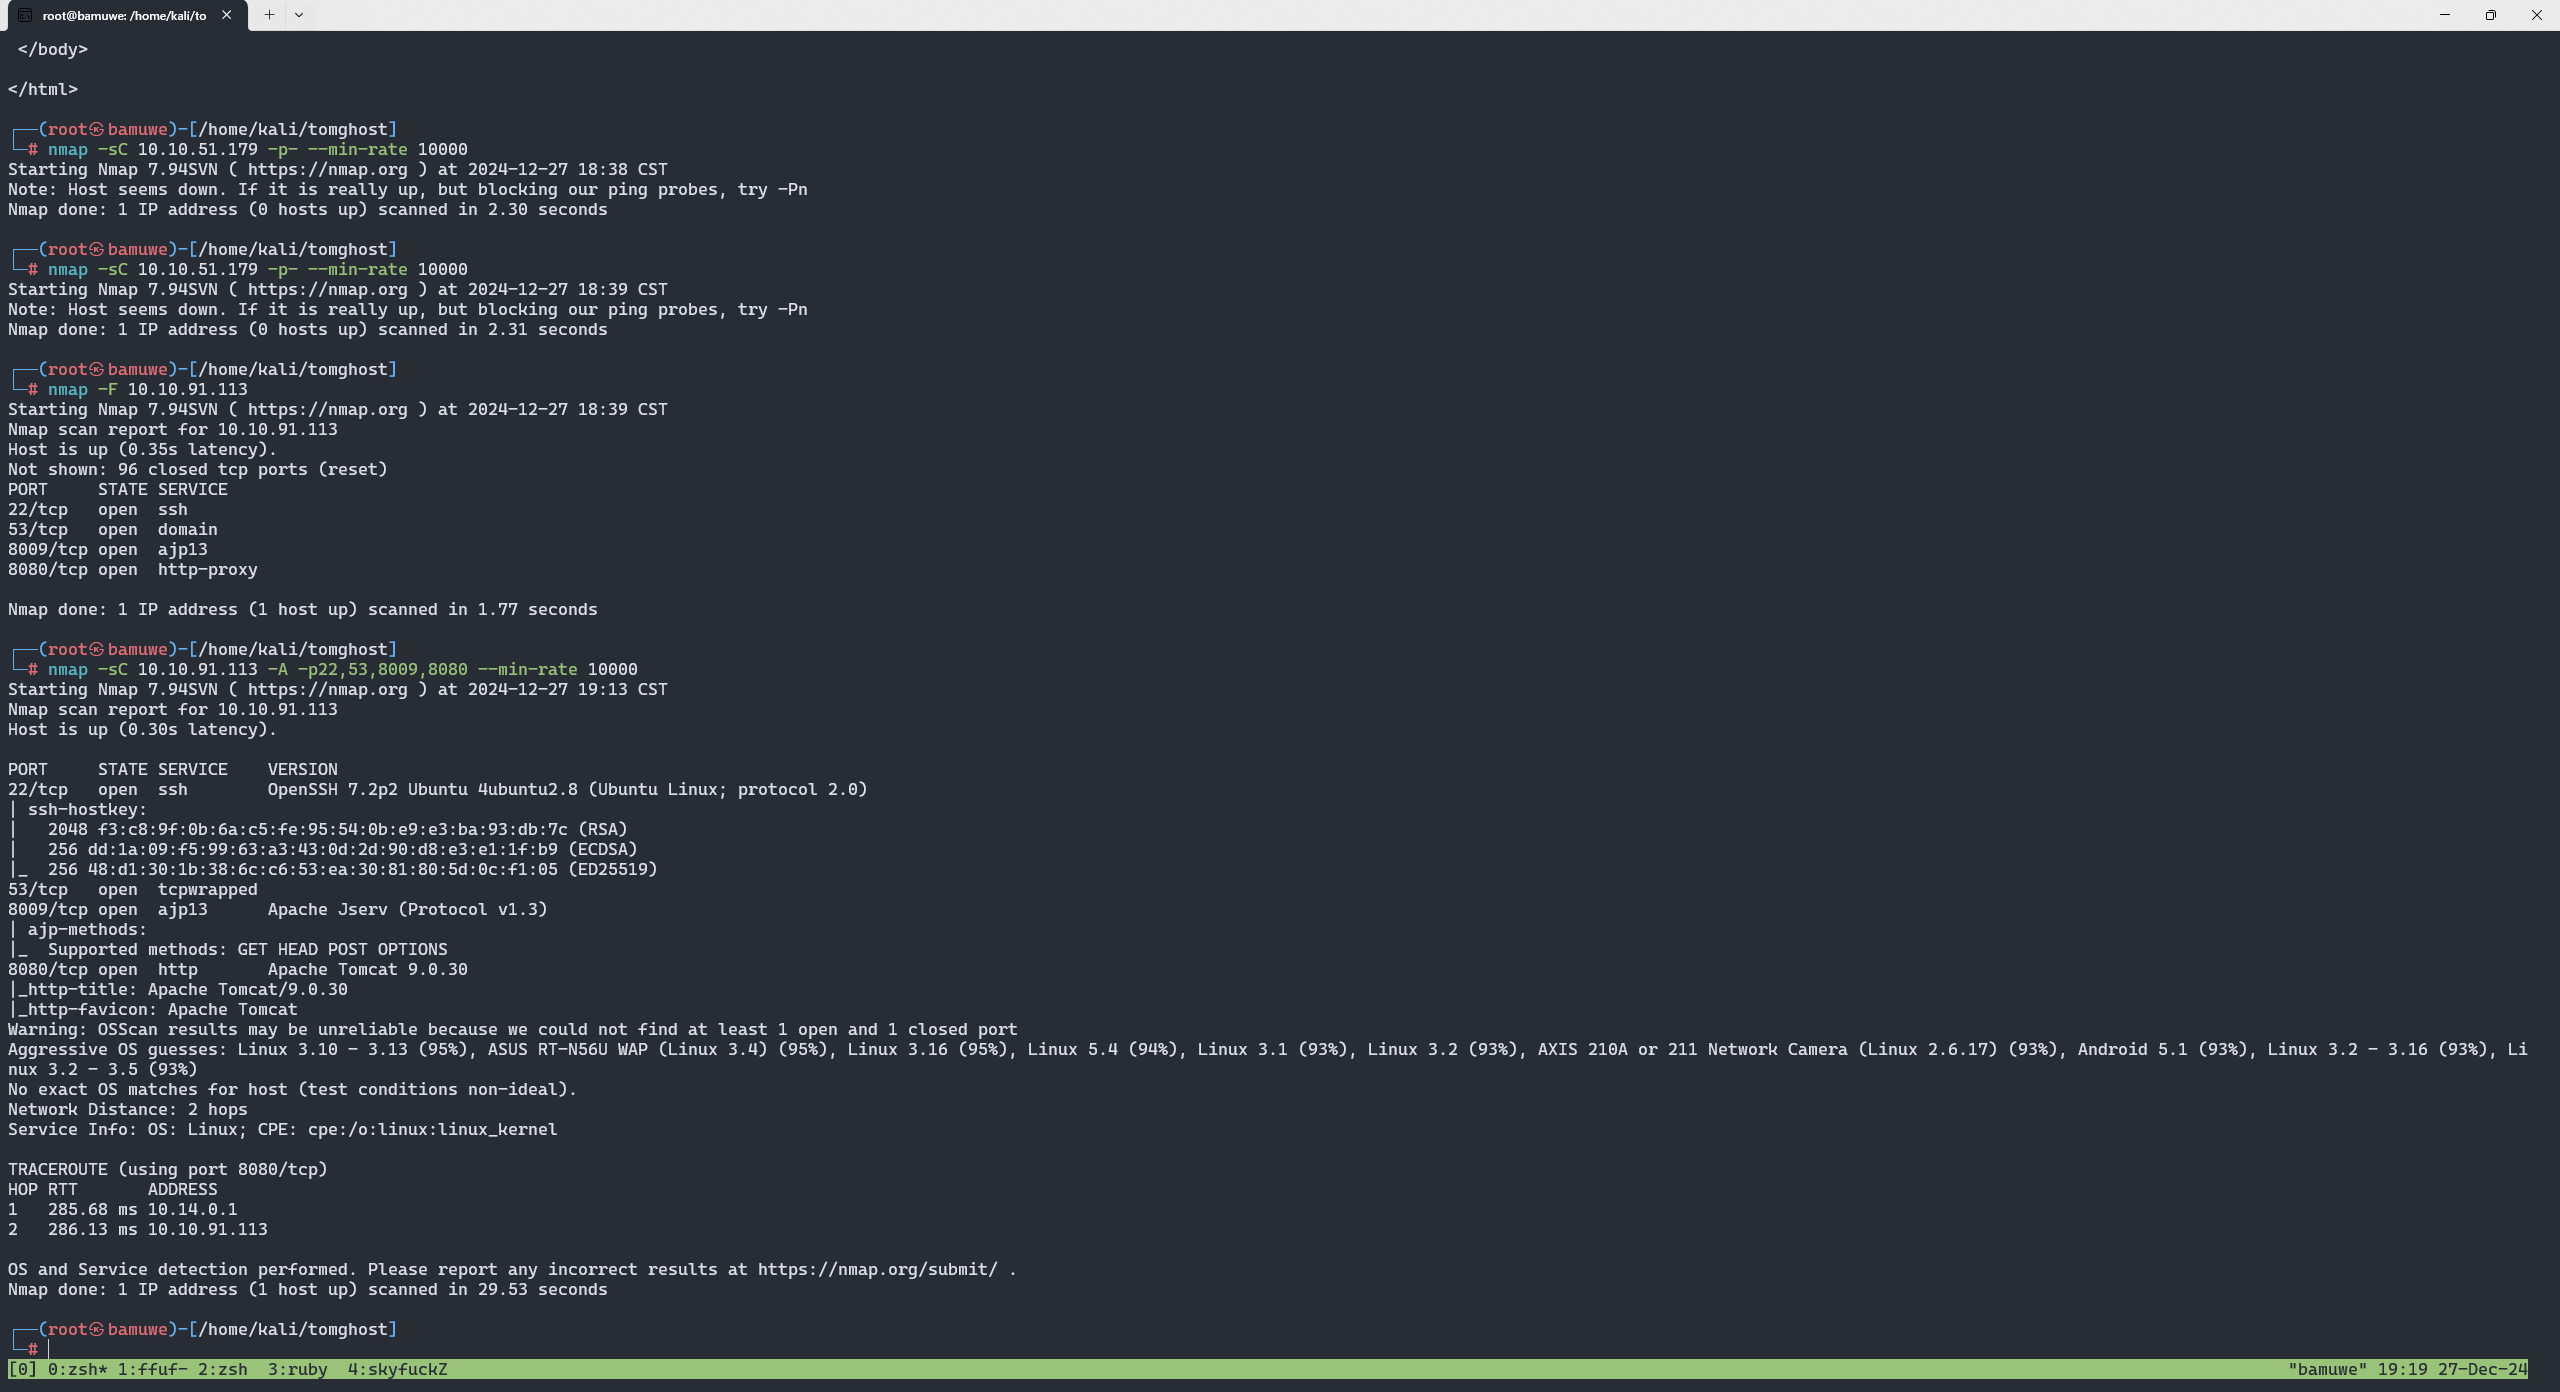 root@bamuwe: /home/kali/to
</body>
</html>
┌──(root㉿bamuwe)-[/home/kali/tomghost]
└─# nmap -sC 10.10.51.179 -p- --min-rate 10000
Starting Nmap 7.94SVN ( https://nmap.org ) at 2024-12-27 18:38 CST
Note: Host seems down. If it is really up, but blocking our ping probes, try -Pn
Nmap done: 1 IP address (0 hosts up) scanned in 2.30 seconds
┌──(root㉿bamuwe)-[/home/kali/tomghost]
└─# nmap -sC 10.10.51.179 -p- --min-rate 10000
Starting Nmap 7.94SVN ( https://nmap.org ) at 2024-12-27 18:39 CST
Note: Host seems down. If it is really up, but blocking our ping probes, try -Pn
Nmap done: 1 IP address (0 hosts up) scanned in 2.31 seconds
┌──(root㉿bamuwe)-[/home/kali/tomghost]
└─# nmap -F 10.10.91.113
Starting Nmap 7.94SVN ( https://nmap.org ) at 2024-12-27 18:39 CST
Nmap scan report for 10.10.91.113
Host is up (0.35s latency).
Not shown: 96 closed tcp ports (reset)
PORT     STATE SERVICE
22/tcp   open  ssh
53/tcp   open  domain
8009/tcp open  ajp13
8080/tcp open  http-proxy
Nmap done: 1 IP address (1 host up) scanned in 1.77 seconds
┌──(root㉿bamuwe)-[/home/kali/tomghost]
└─# nmap -sC 10.10.91.113 -A -p22,53,8009,8080 --min-rate 10000
Starting Nmap 7.94SVN ( https://nmap.org ) at 2024-12-27 19:13 CST
Nmap scan report for 10.10.91.113
Host is up (0.30s latency).
PORT     STATE SERVICE    VERSION
22/tcp   open  ssh        OpenSSH 7.2p2 Ubuntu 4ubuntu2.8 (Ubuntu Linux; protocol 2.0)
| ssh-hostkey:
|   2048 f3:c8:9f:0b:6a:c5:fe:95:54:0b:e9:e3:ba:93:db:7c (RSA)
|   256 dd:1a:09:f5:99:63:a3:43:0d:2d:90:d8:e3:e1:1f:b9 (ECDSA)
|_  256 48:d1:30:1b:38:6c:c6:53:ea:30:81:80:5d:0c:f1:05 (ED25519)
53/tcp   open  tcpwrapped
8009/tcp open  ajp13      Apache Jserv (Protocol v1.3)
| ajp-methods:
|_  Supported methods: GET HEAD POST OPTIONS
8080/tcp open  http       Apache Tomcat 9.0.30
|_http-title: Apache Tomcat/9.0.30
|_http-favicon: Apache Tomcat
Warning: OSScan results may be unreliable because we could not find at least 1 open and 1 closed port
Aggressive OS guesses: Linux 3.10 - 3.13 (95%), ASUS RT-N56U WAP (Linux 3.4) (95%), Linux 3.16 (95%), Linux 5.4 (94%), Linux 3.1 (93%), Linux 3.2 (93%), AXIS 210A or 211 Network Camera (Linux 2.6.17) (93%), Android 5.1 (93%), Linux 3.2 - 3.16 (93%), Li
nux 3.2 - 3.5 (93%)
No exact OS matches for host (test conditions non-ideal).
Network Distance: 2 hops
Service Info: OS: Linux; CPE: cpe:/o:linux:linux_kernel
TRACEROUTE (using port 8080/tcp)
HOP RTT       ADDRESS
1   285.68 ms 10.14.0.1
2   286.13 ms 10.10.91.113
OS and Service detection performed. Please report any incorrect results at https://nmap.org/submit/ .
Nmap done: 1 IP address (1 host up) scanned in 29.53 seconds
┌──(root㉿bamuwe)-[/home/kali/tomghost]
└─#
[0] 0:zsh* 1:ffuf- 2:zsh  3:ruby  4:skyfuckZ "bamuwe" 19:19 27-Dec-24